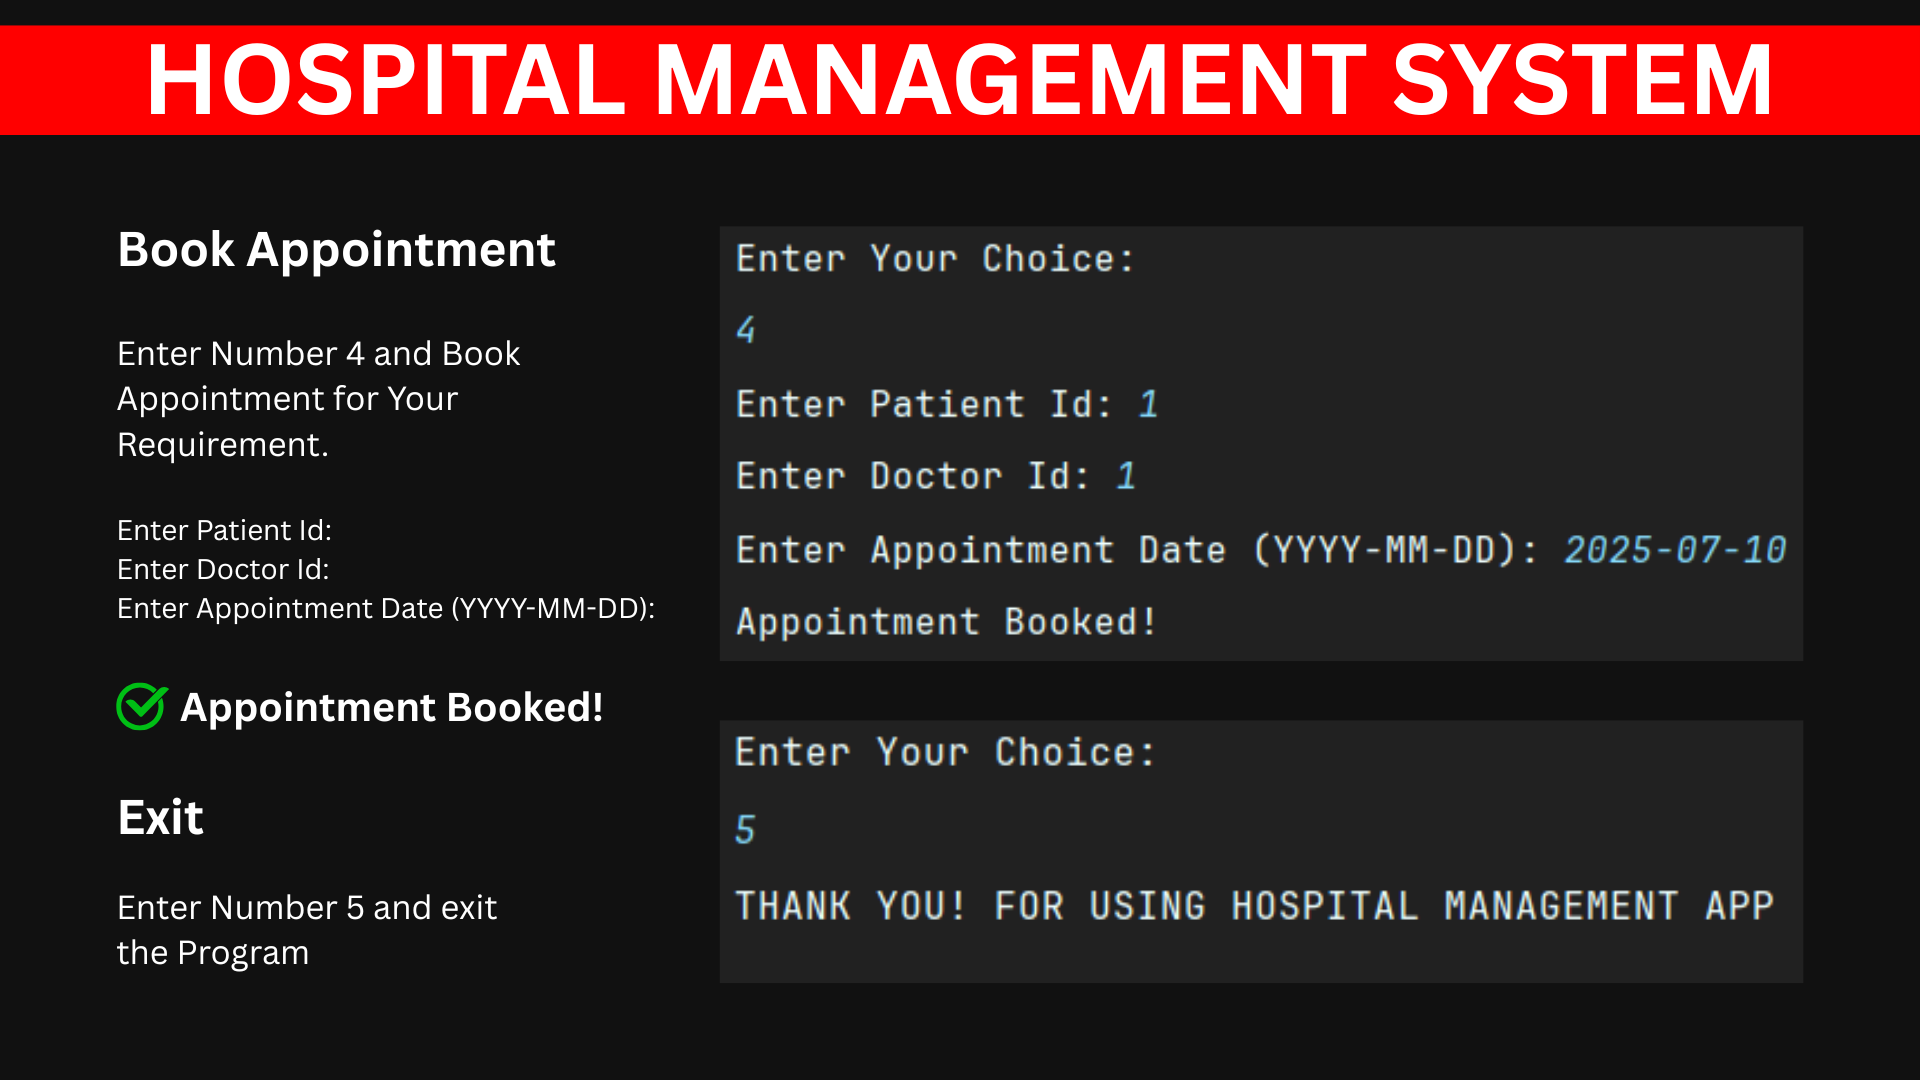 HOSPITAL MANAGEMENT SYSTEM
Book Appointment
Enter Number 4 and Book
Appointment for Your
Requirement.
Enter Patient Id:
Enter Doctor Id:
Enter Appointment Date (YYYY-MM-DD):
Appointment Booked!
Exit
Enter Number 5 and exit
the Program
Enter Your Choice:
4
Enter Patient Id: 1
Enter Doctor Id: 1
Enter Appointment Date (YYYY-MM-DD): 2025-07-10
Appointment Booked!
Enter Your Choice:
5
THANK YOU! FOR USING HOSPITAL MANAGEMENT APP